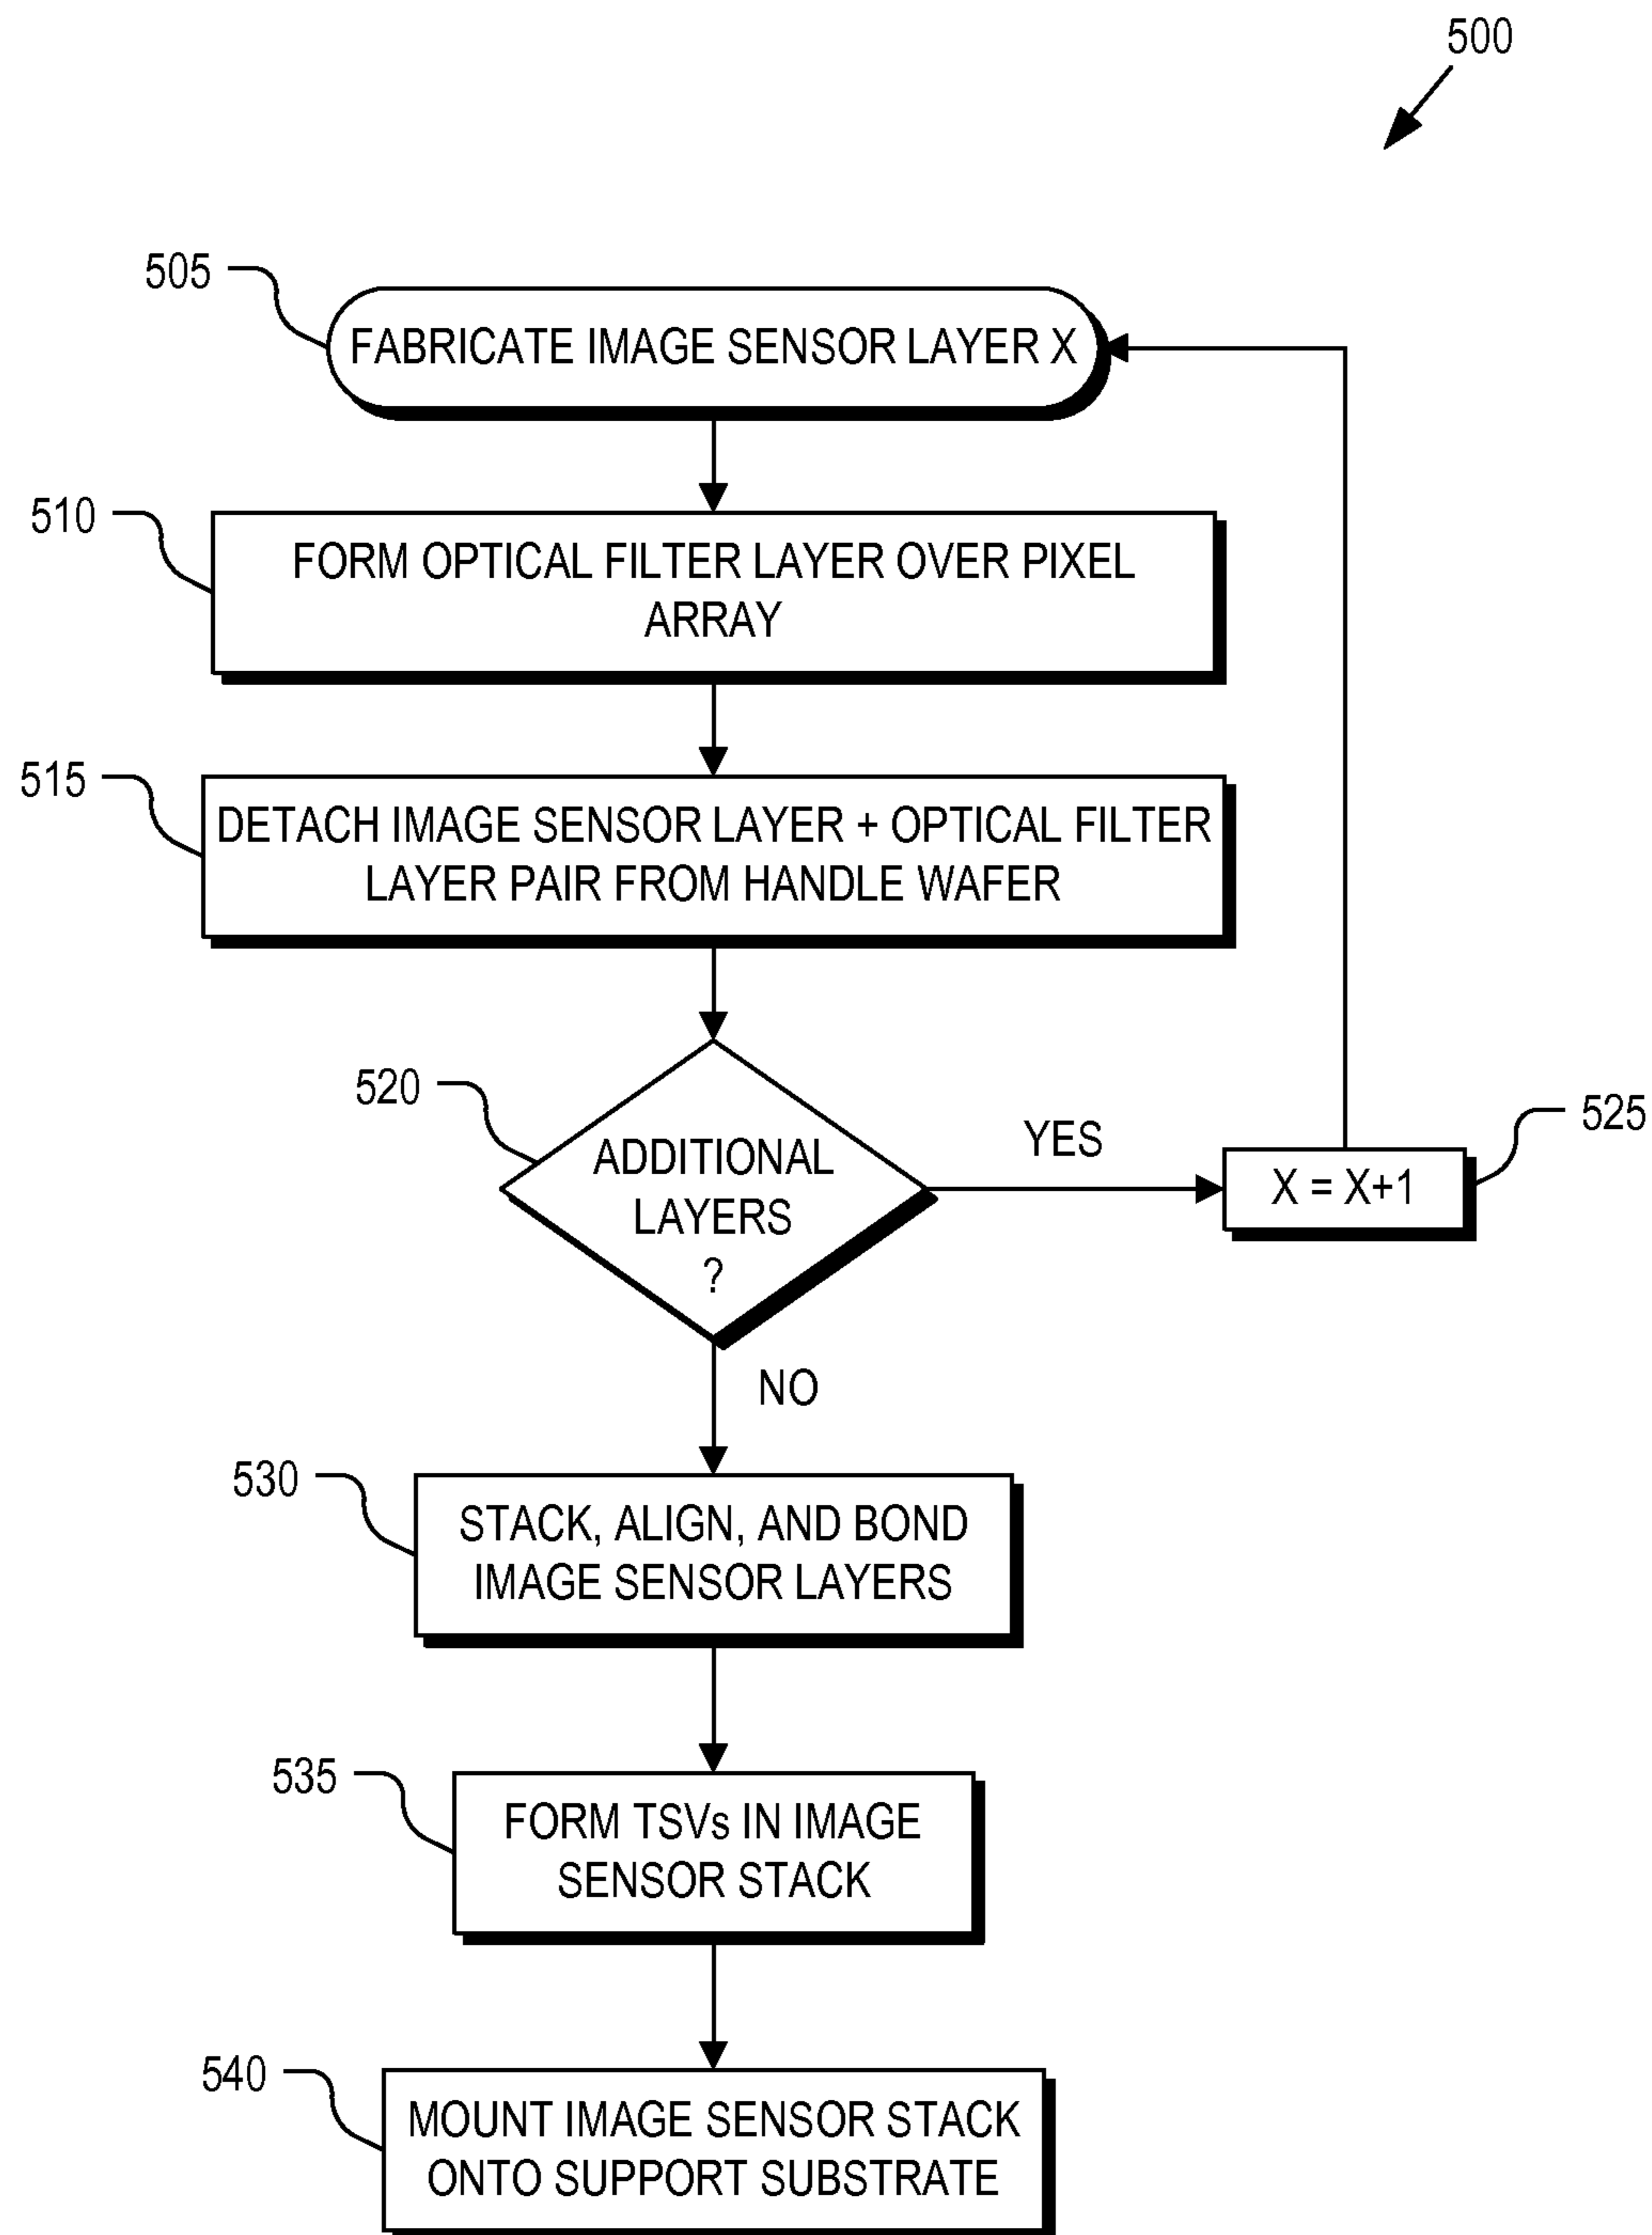 500
505
FABRICATE IMAGE SENSOR LAYER X
510
FORM OPTICAL FILTER LAYER OVER PIXEL
ARRAY
515
DETACH IMAGE SENSOR LAYER + OPTICAL FILTER
LAYER PAIR FROM HANDLE WAFER
520
ADDITIONAL
LAYERS
?
YES
525
X = X+1
NO
530
STACK, ALIGN, AND BOND
IMAGE SENSOR LAYERS
535
FORM TSVs IN IMAGE
SENSOR STACK
540
MOUNT IMAGE SENSOR STACK
ONTO SUPPORT SUBSTRATE